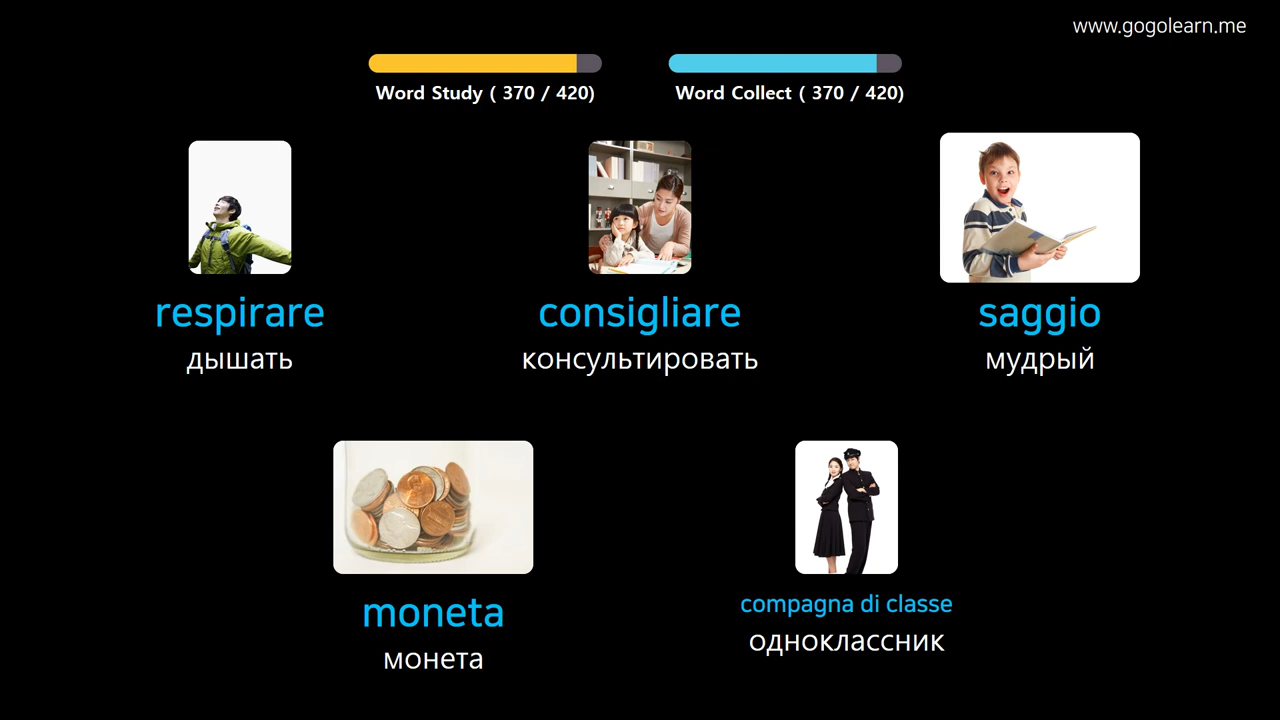 www.gogolearn.me
Word Study ( 370 / 420)
Word Collect ( 370 / 420)
respirare
дышать
consigliare
консультировать
saggio
мудрый
moneta
монета
compagna di classe
одноклассник